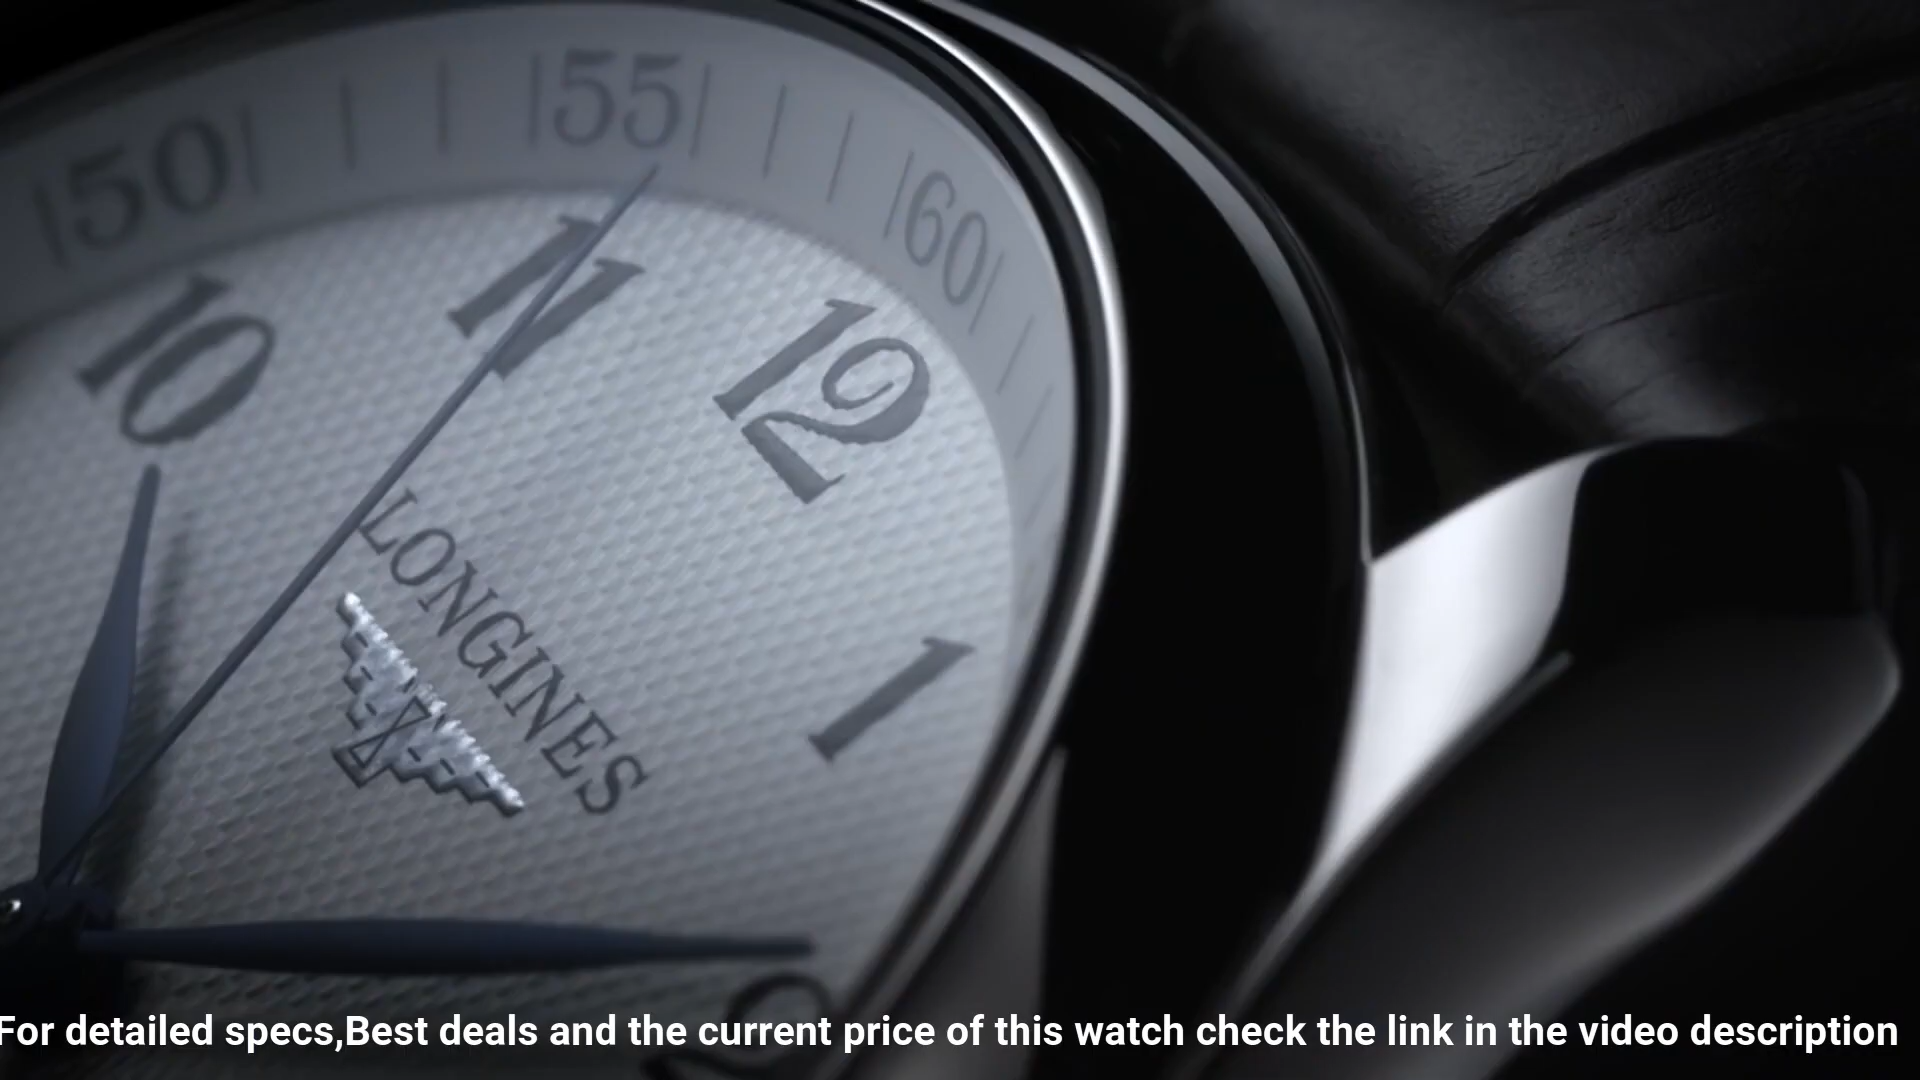 50 55 60
10 11 12
LONGINES
1
2
For detailed specs,Best deals and the current price of this watch check the link in the video description